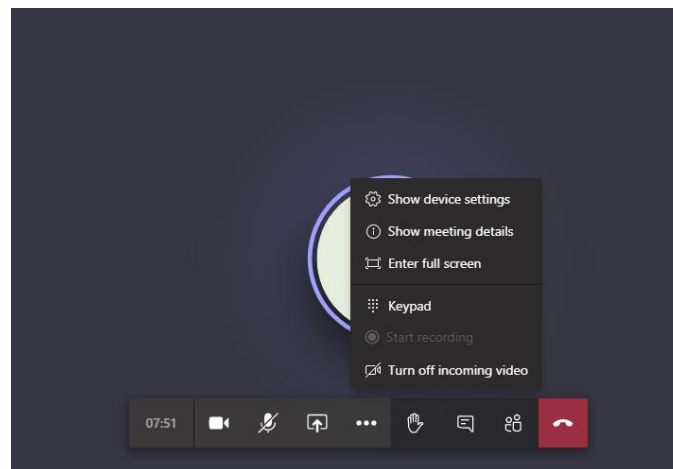 Show device settings
Show meeting details
Enter full screen
Keypad
Start recording
Turn off incoming video
07:51